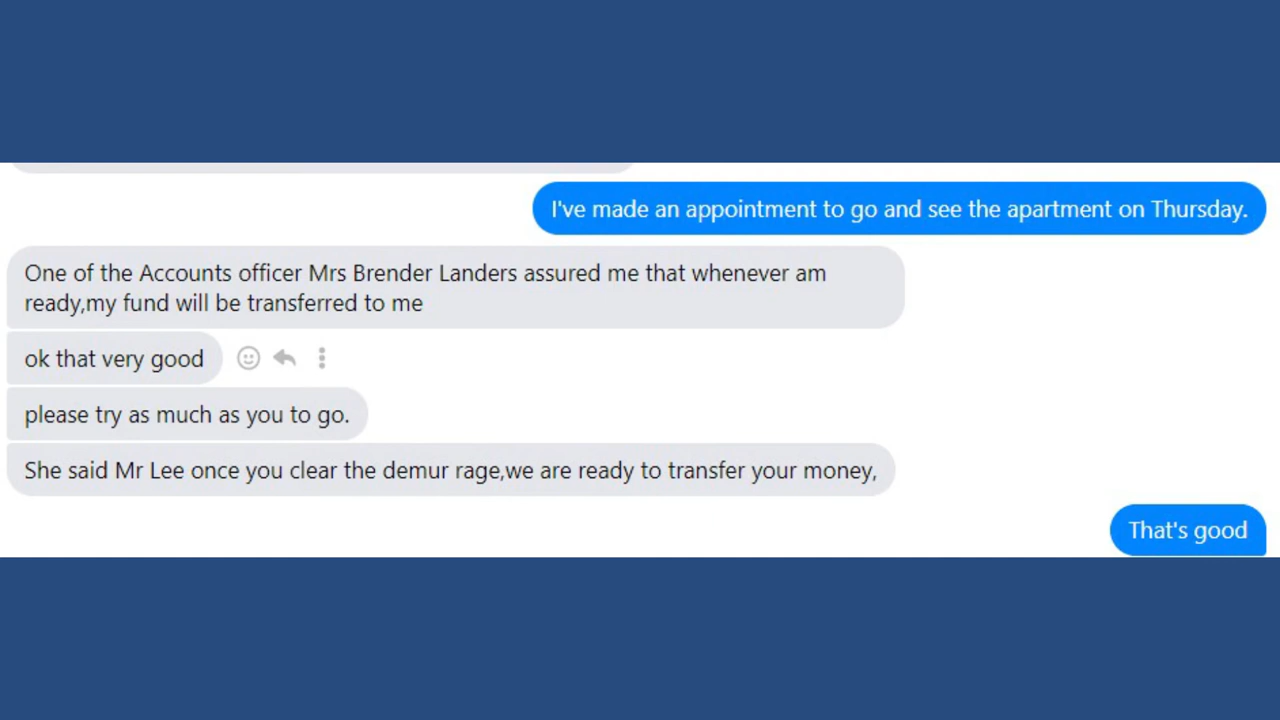 I've made an appointment to go and see the apartment on Thursday.
One of the Accounts officer Mrs Brender Landers assured me that whenever am
ready,my fund will be transferred to me
ok that very good
please try as much as you to go.
She said Mr Lee once you clear the demur rage,we are ready to transfer your money,
That's good